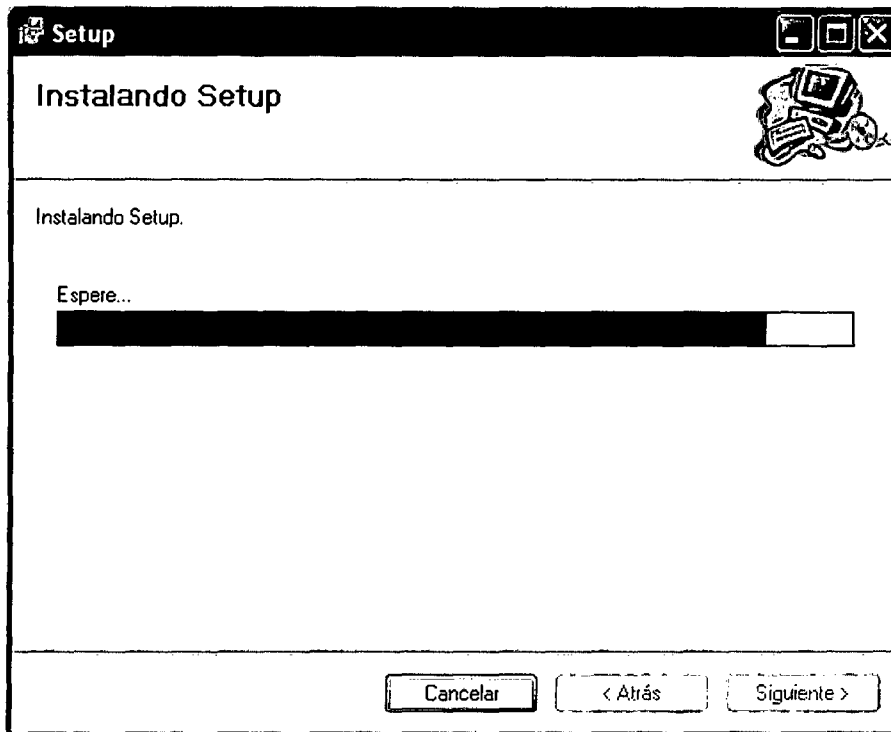 Setup
Instalando Setup
Instalando Setup.
Espere...
Cancelar
< Atrás
Siguiente >